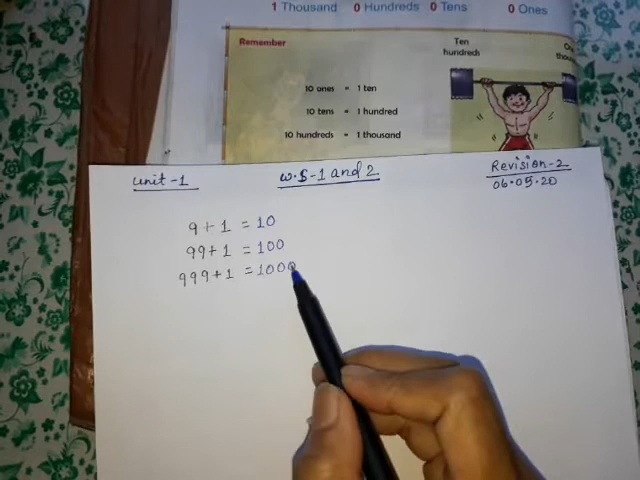 1 Thousand 0 Hundreds 0 Tens 0 Ones
Remember
Ten hundreds
10 ones = 1 ten
10 tens = 1 hundred
10 hundreds = 1 thousand
Unit-1
W.S-1 and 2
Revision-2
06.05.20
9+1 = 10
99+1 = 100
999+1 = 1000